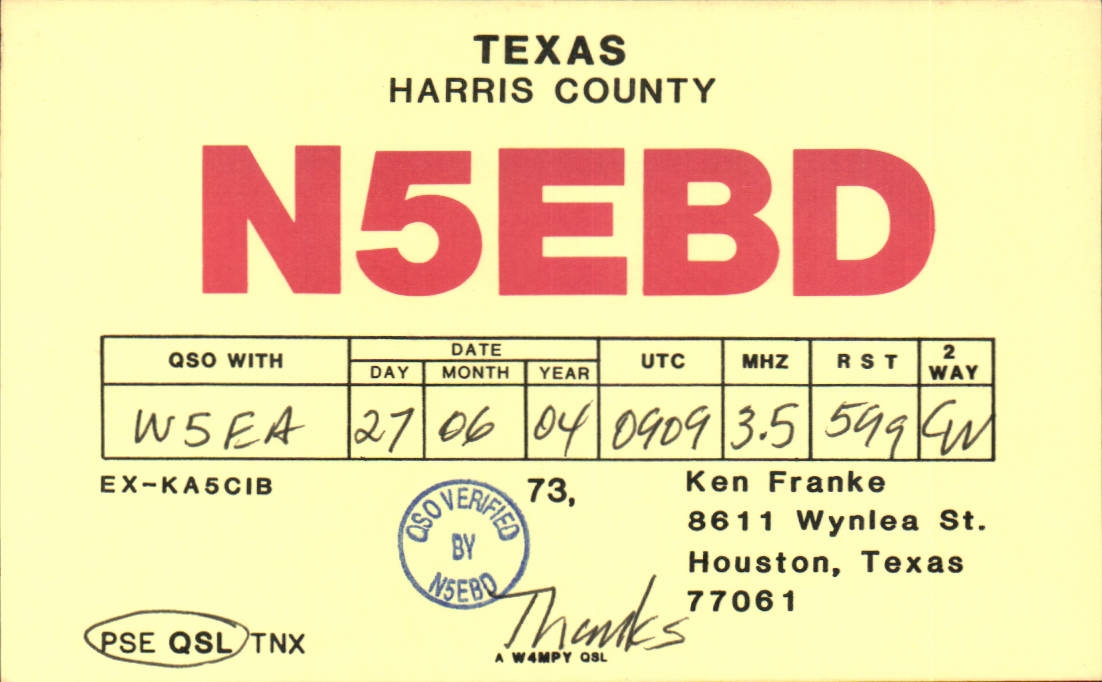 TEXAS
HARRIS COUNTY
N5EBD
QSO WITH DATE UTC MHZ RST 2 WAY
DAY MONTH YEAR
W5EA 27 06 04 0909 3.5 599 CW
EX-KA5CIB
73,
Ken Franke
8611 Wynlea St.
Houston, Texas
77061
QSO VERIFIED
BY
N5EBD
Thanks
PSE QSL TNX
A W4MPY QSL